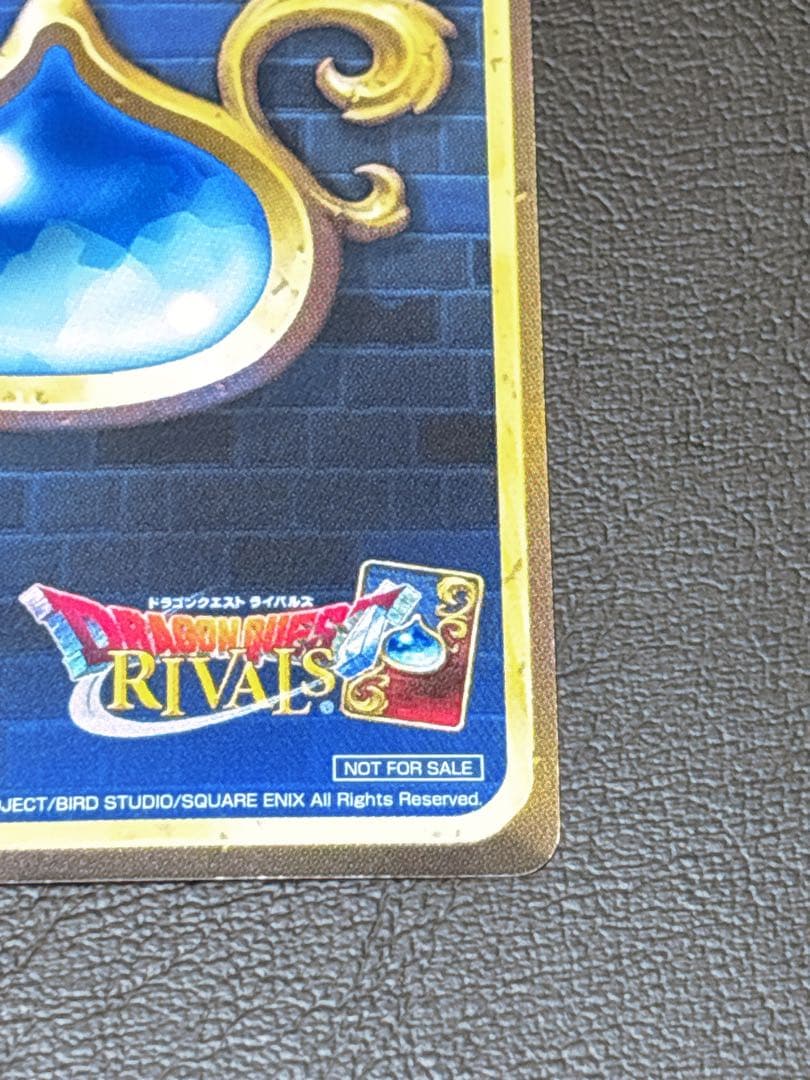 ドラゴンクエスト ライバルズ
DRAGON QUEST
RIVALS®
NOT FOR SALE
JECT/BIRD STUDIO/SQUARE ENIX All Rights Reserved.